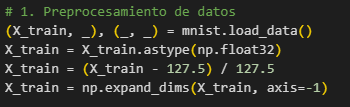 # 1. Preprocesamiento de datos
(X_train, _), (_, _) = mnist.load_data()
X_train = X_train.astype(np.float32)
X_train = (X_train - 127.5) / 127.5
X_train = np.expand_dims(X_train, axis=-1)